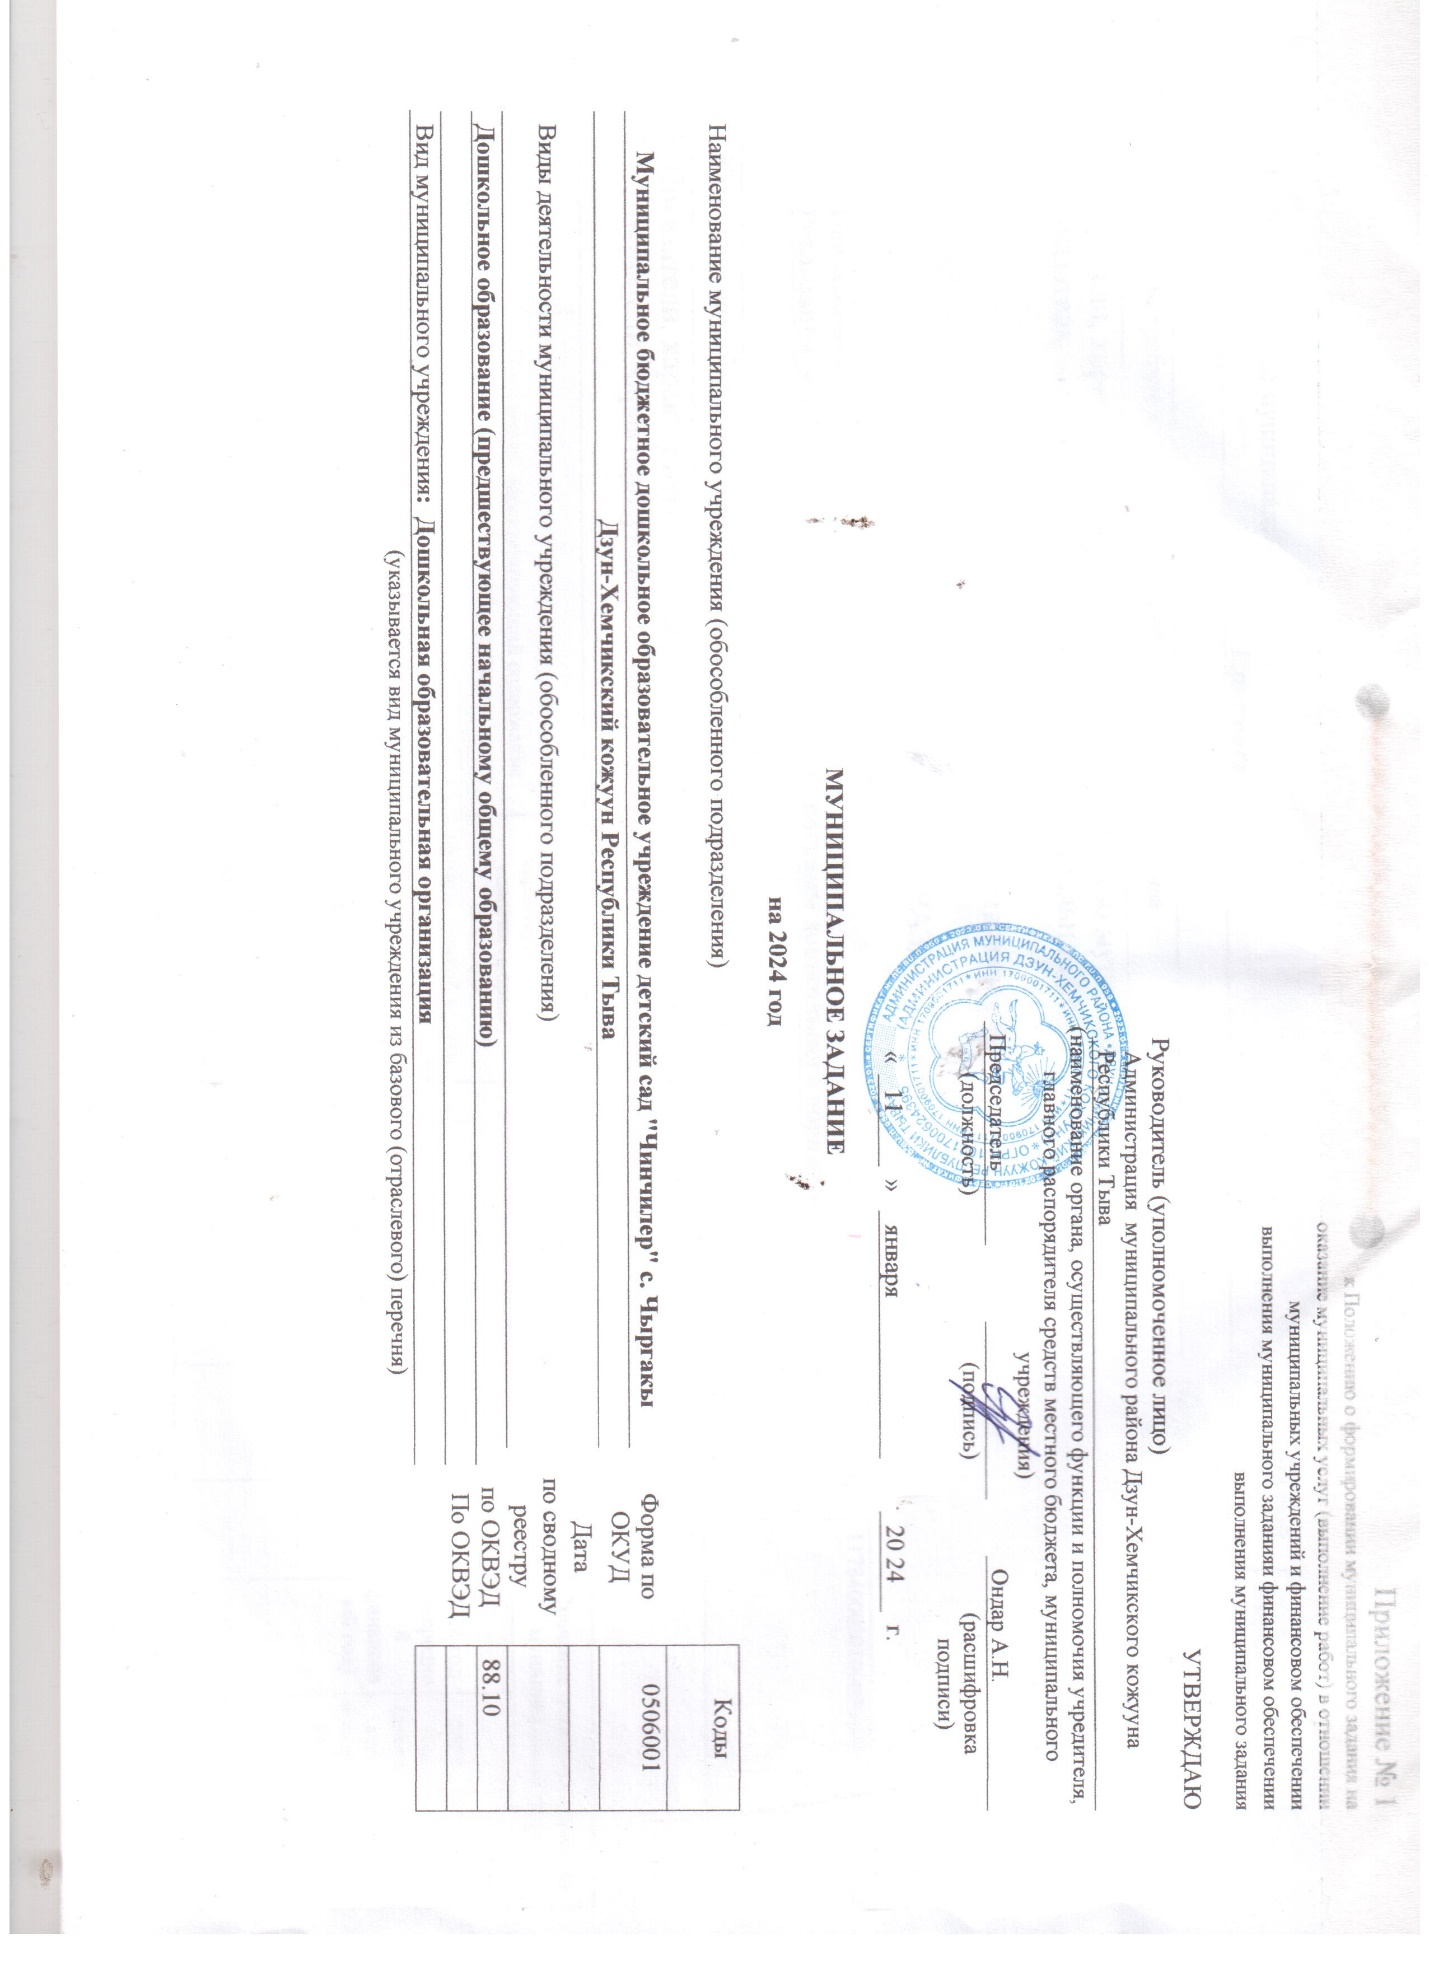 Приложение № 1
к Положению о формировании муниципального задания на
оказание муниципальных услуг (выполнение работ) в отношении
муниципальных учреждений и финансовом обеспечении
выполнения муниципального задания финансовом обеспечении
выполнения муниципального задания
УТВЕРЖДАЮ
Руководитель (уполномоченное лицо)
Администрация муниципального района Дзун-Хемчикского кожууна
Республики Тыва
(наименование органа, осуществляющего функции и полномочия учредителя,
главного распорядителя средств местного бюджета, муниципального
учреждения)
Председатель Ондар А.Н.
(должность) (подпись) (расшифровка
подписи)
« 11 » января . 20 24 г.
МУНИЦИПАЛЬНОЕ ЗАДАНИЕ
на 2024 год
Коды
Наименование муниципального учреждения (обособленного подразделения)
Муниципальное бюджетное дошкольное образовательное учреждение детский сад "Чинчилер" с. Чыргакы
Дзун-Хемчикский кожуун Республики Тыва
Форма по
ОКУД
0506001
Дата
Виды деятельности муниципального учреждения (обособленного подразделения)
по сводному
реестру
Дошкольное образование (предшествующее начальному общему образованию)
по ОКВЭД 88.10
По ОКВЭД
Вид муниципального учреждения: Дошкольная образовательная организация
(указывается вид муниципального учреждения из базового (отраслевого) перечня)